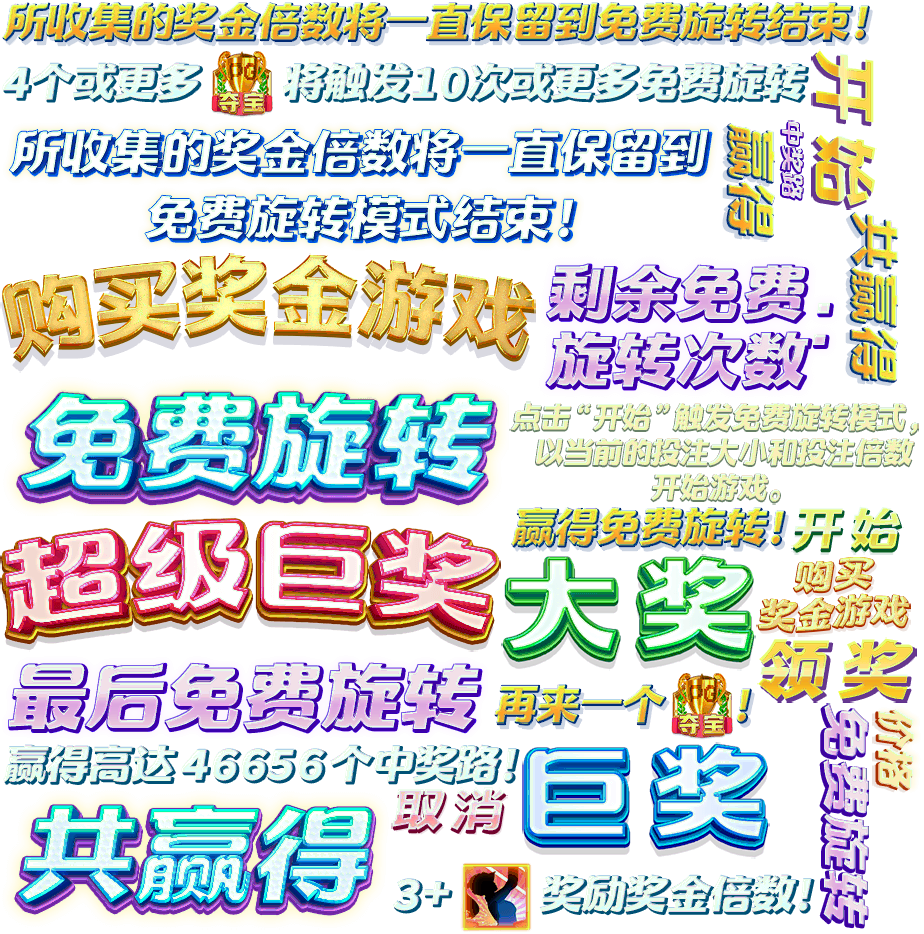 所收集的奖金倍数将一直保留到免费旋转结束！
4个或更多 夺宝 将触发10次或更多免费旋转
开始
所收集的奖金倍数将一直保留到
免费旋转模式结束！
中奖路
赢得
共赢得
购买奖金游戏
剩余免费
旋转次数
免费旋转
点击“开始”触发免费旋转模式，
以当前的投注大小和投注倍数
开始游戏。
赢得免费旋转！
开始
超级巨奖
大奖
购买
奖金游戏
领奖
最后免费旋转
再来一个 夺宝！
价格
免费旋转
赢得高达46656个中奖路！
取消
巨奖
共赢得
3+ 奖励奖金倍数!